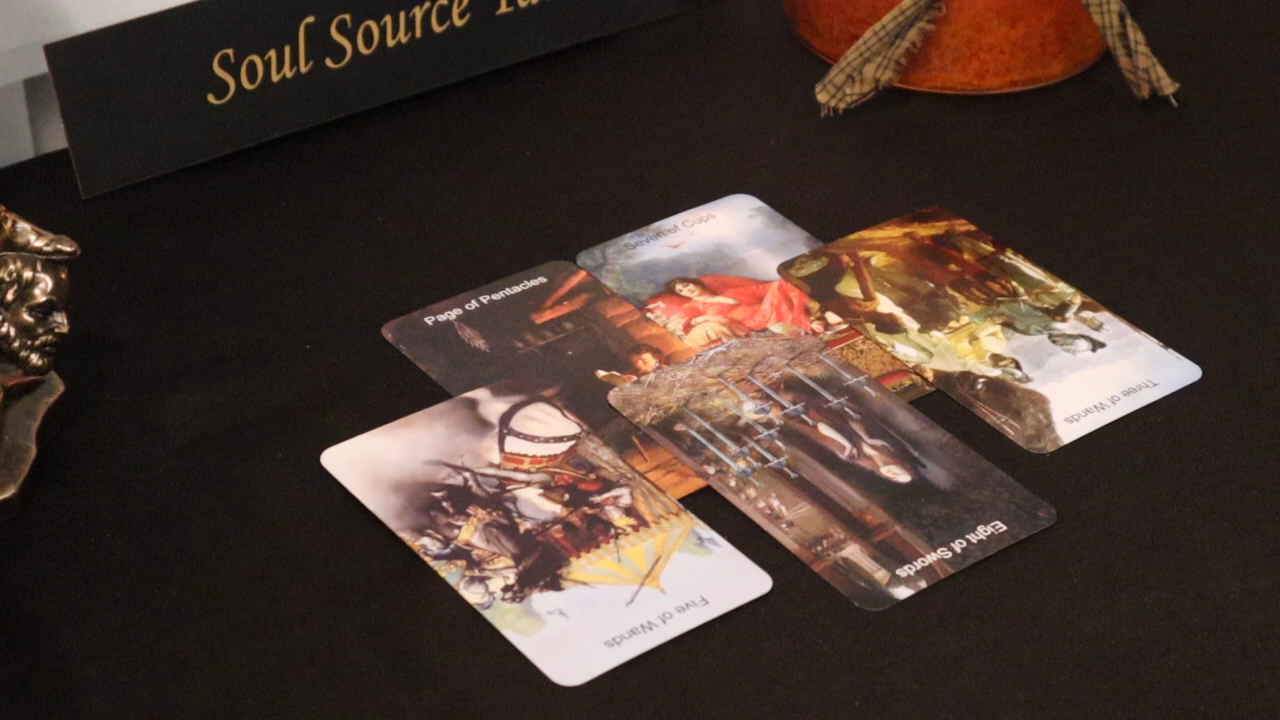 Soul Source
Seven of Cups
Page of Pentacles
Three of Wands
Eight of Swords
Five of Wands